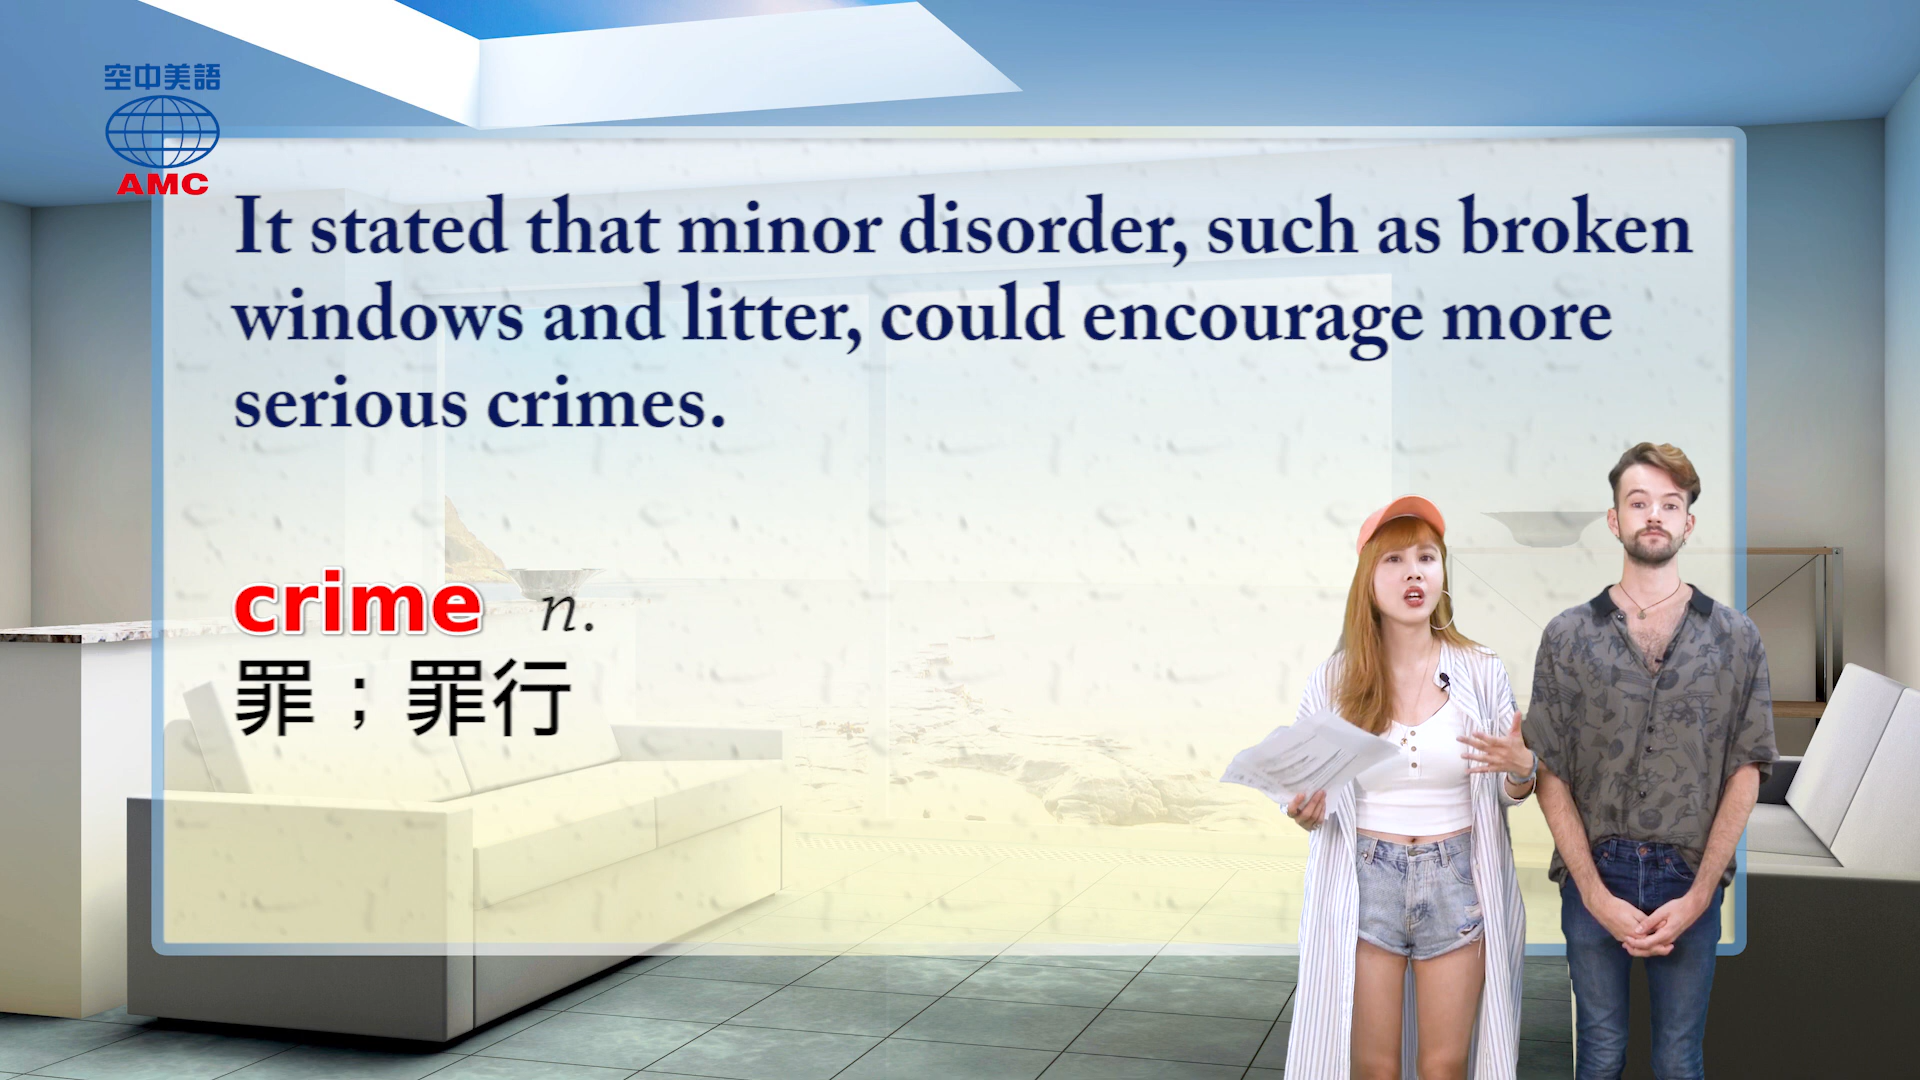 空中美語
AMC
It stated that minor disorder, such as broken
windows and litter, could encourage more
serious crimes.
crime n.
罪；罪行